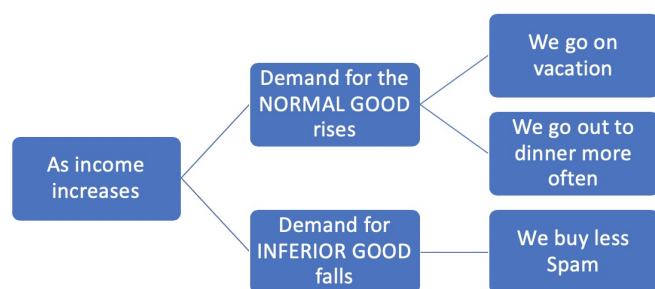 As income
increases
Demand for the
NORMAL GOOD
rises
We go on
vacation
We go out to
dinner more
often
Demand for
INFERIOR GOOD
falls
We buy less
Spam